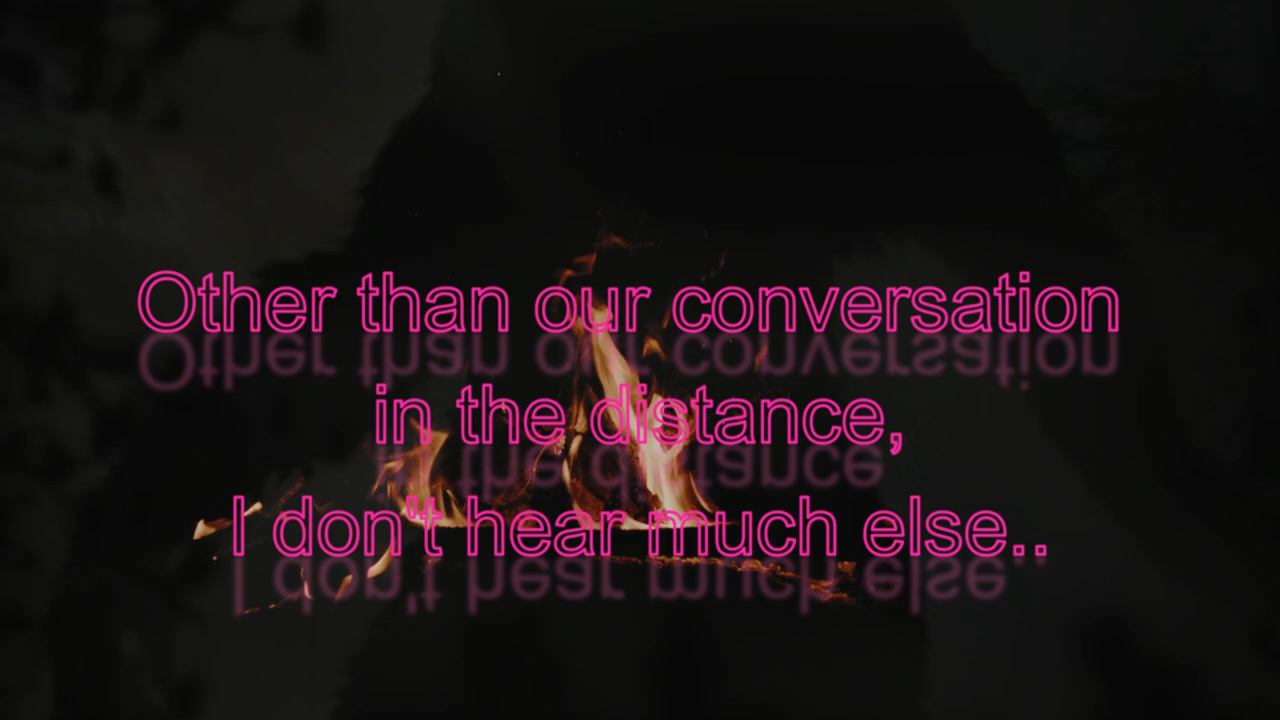 Other than our conversation
in the distance,
I don't hear much else..